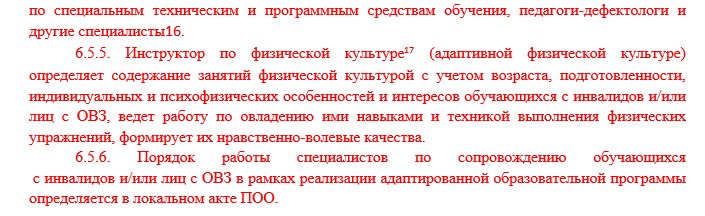 по специальным техническим и программным средствам обучения, педагоги-дефектологи и
другие специалисты16.
6.5.5. Инструктор по физической культуре17 (адаптивной физической культуре)
определяет содержание занятий физической культурой с учетом возраста, подготовленности,
индивидуальных и психофизических особенностей и интересов обучающихся с инвалидов и/или
лиц с ОВЗ, ведет работу по овладению ими навыками и техникой выполнения физических
упражнений, формирует их нравственно-волевые качества.
6.5.6. Порядок работы специалистов по сопровождению обучающихся
с инвалидов и/или лиц с ОВЗ в рамках реализации адаптированной образовательной программы
определяется в локальном акте ПОО.